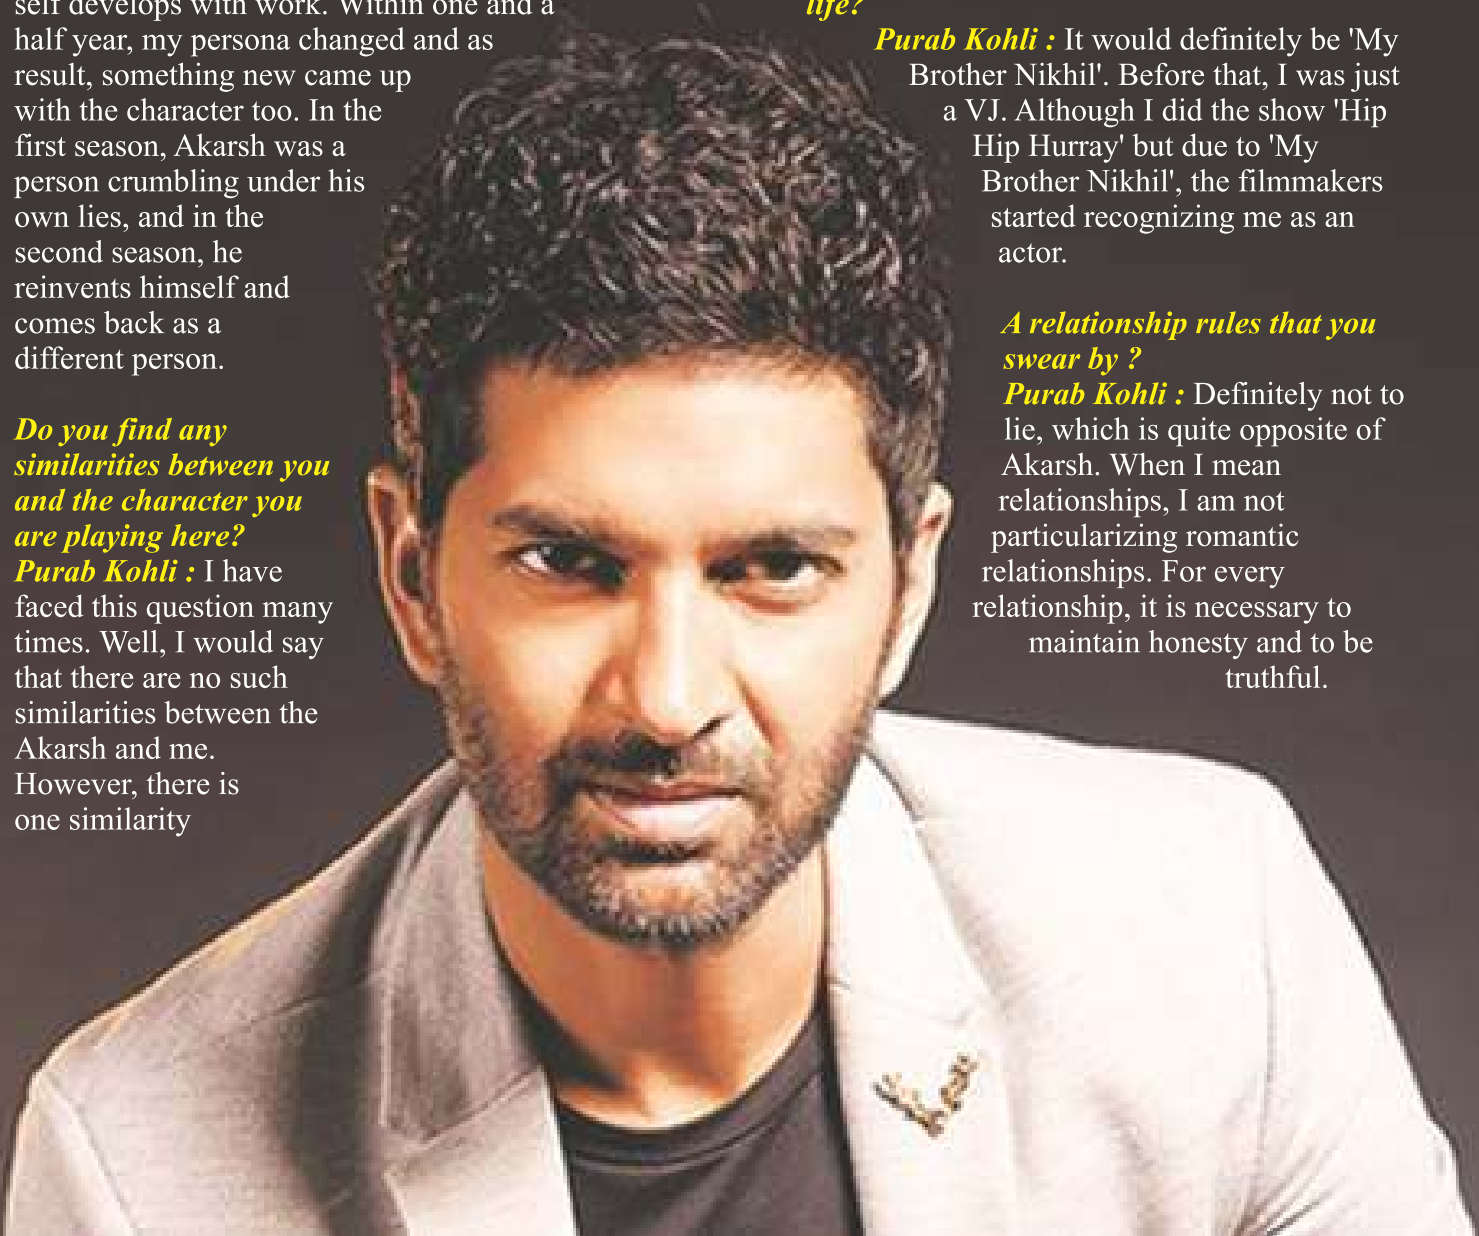 self develops with work. Within one and a
half year, my persona changed and as
result, something new came up
with the character too. In the
first season, Akarsh was a
person crumbling under his
own lies, and in the
second season, he
reinvents himself and
comes back as a
different person.
Do you find any
similarities between you
and the character you
are playing here?
Purab Kohli : I have
faced this question many
times. Well, I would say
that there are no such
similarities between the
Akarsh and me.
However, there is
one similarity
life?
Purab Kohli : It would definitely be 'My
Brother Nikhil'. Before that, I was just
a VJ. Although I did the show 'Hip
Hip Hurray' but due to 'My
Brother Nikhil', the filmmakers
started recognizing me as an
actor.
A relationship rules that you
swear by ?
Purab Kohli : Definitely not to
lie, which is quite opposite of
Akarsh. When I mean
relationships, I am not
particularizing romantic
relationships. For every
relationship, it is necessary to
maintain honesty and to be
truthful.